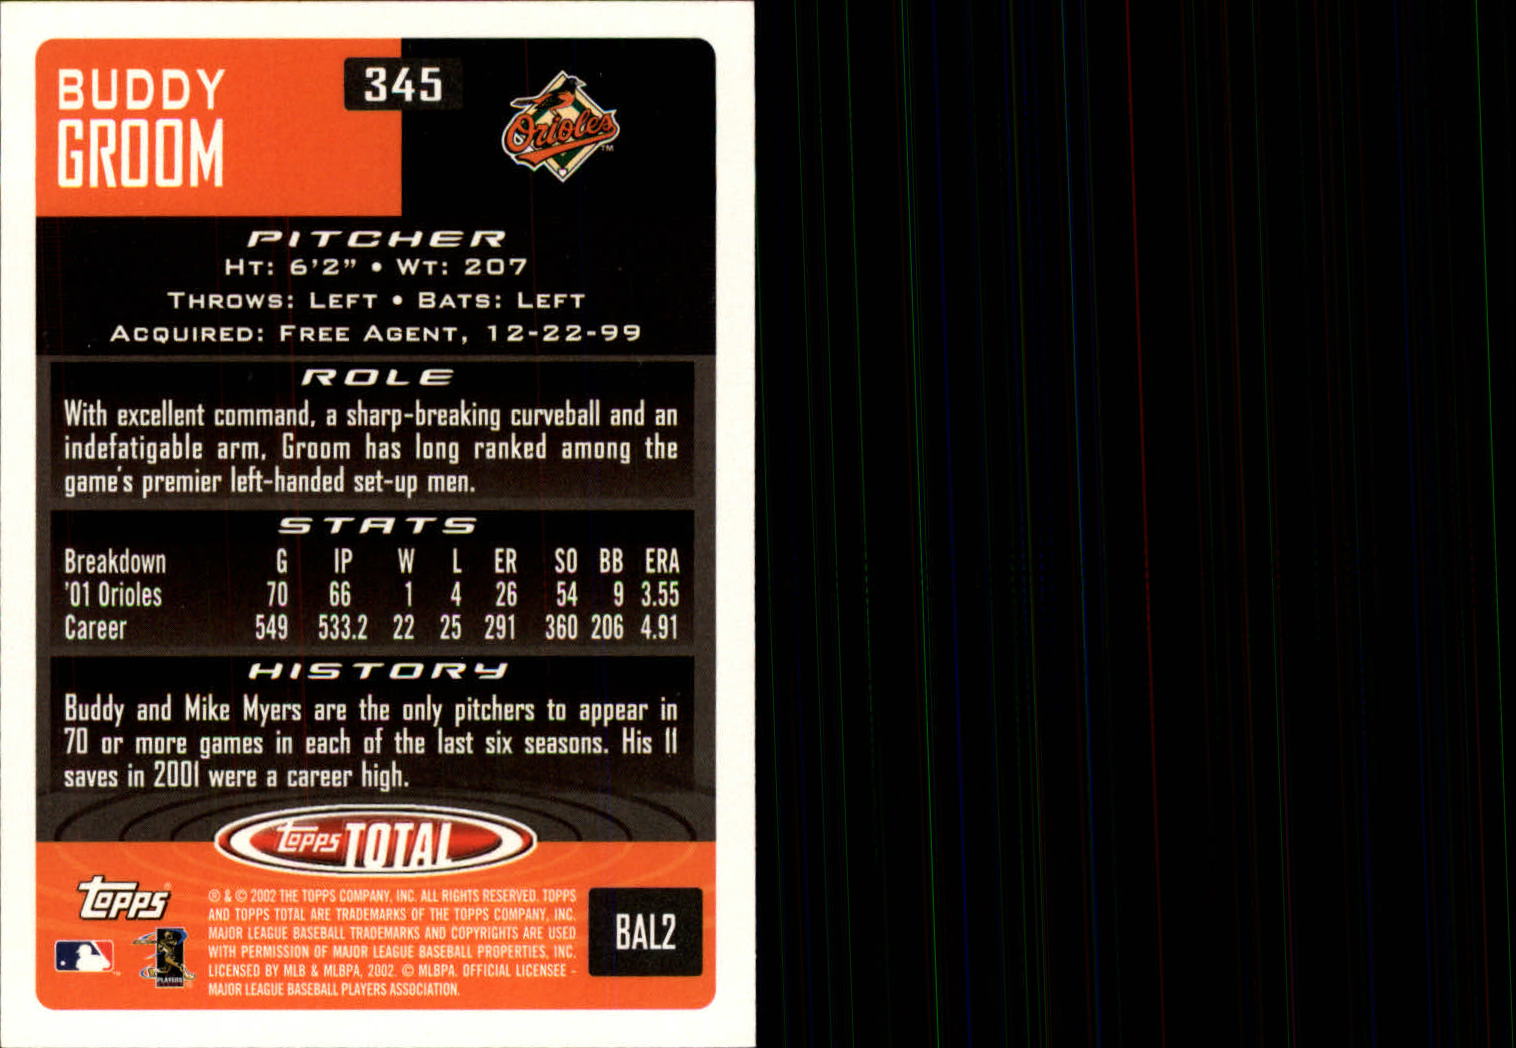 BUDDY
GROOM
345
Orioles
TM
PITCHER
HT: 6'2" • WT: 207
THROWS: LEFT • BATS: LEFT
ACQUIRED: FREE AGENT, 12-22-99
ROLE
With excellent command, a sharp-breaking curveball and an
indefatigable arm, Groom has long ranked among the
game's premier left-handed set-up men.
STATS
Breakdown G IP W L ER SO BB ERA
'01 Orioles 70 66 1 4 26 54 9 3.55
Career 549 533.2 22 25 291 360 206 4.91
HISTORY
Buddy and Mike Myers are the only pitchers to appear in
70 or more games in each of the last six seasons. His 11
saves in 2001 were a career high.
Topps TOTAL
Topps
® & © 2002 THE TOPPS COMPANY, INC. ALL RIGHTS RESERVED. TOPPS
AND TOPPS TOTAL ARE TRADEMARKS OF THE TOPPS COMPANY, INC.
MAJOR LEAGUE BASEBALL TRADEMARKS AND COPYRIGHTS ARE USED
WITH PERMISSION OF MAJOR LEAGUE BASEBALL PROPERTIES, INC.
LICENSED BY MLB & MLBPA, 2002. © MLBPA. OFFICIAL LICENSEE -
MAJOR LEAGUE BASEBALL PLAYERS ASSOCIATION.
BAL2
PLAYERS